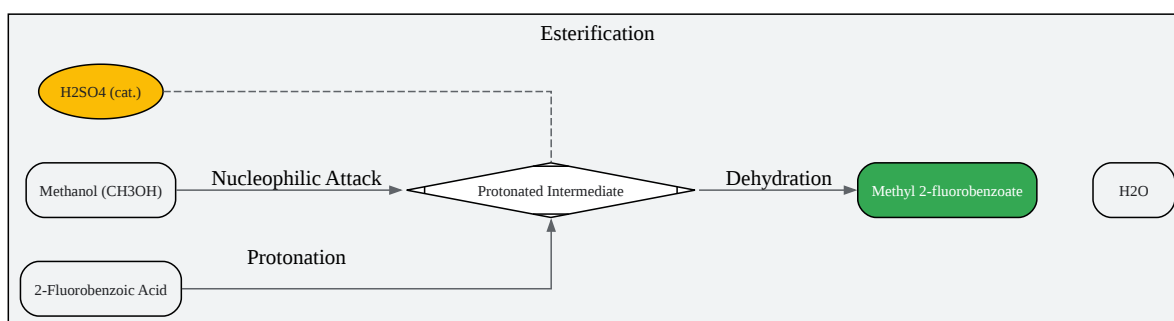 Esterification
H2SO4 (cat.)
Methanol (CH3OH)
Nucleophilic Attack
Protonated Intermediate
Dehydration
Methyl 2-fluorobenzoate
H2O
Protonation
2-Fluorobenzoic Acid